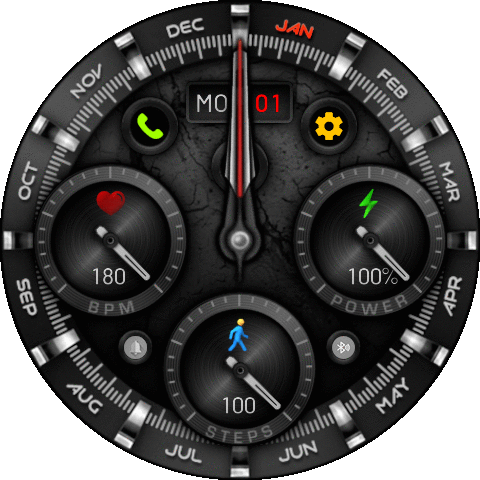 DEC
JAN
NOV
FEB
MO 01
OCT
MAR
180
100%
BPM
POWER
SEP
APR
100
STEPS
AUG
MAY
JUL
JUN